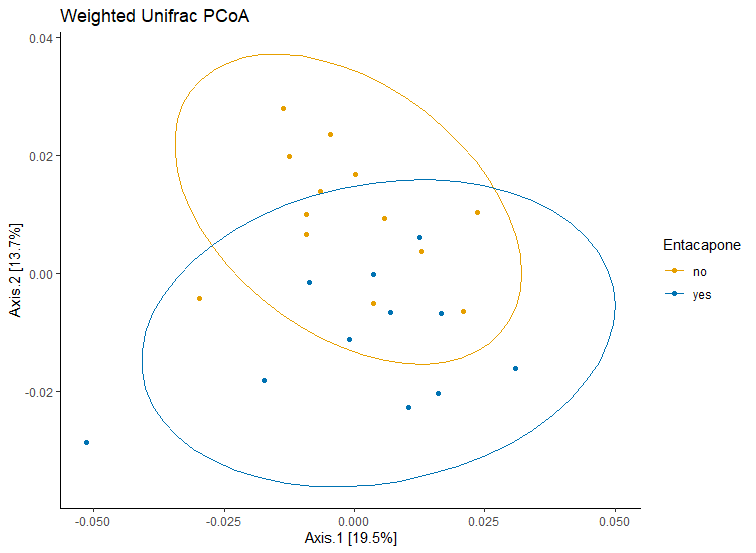 Weighted Unifrac PCoA
0.04
0.02
0.00
-0.02
Axis.2 [13.7%]
-0.050
-0.025
0.000
0.025
0.050
Axis.1 [19.5%]
Entacapone
no
yes